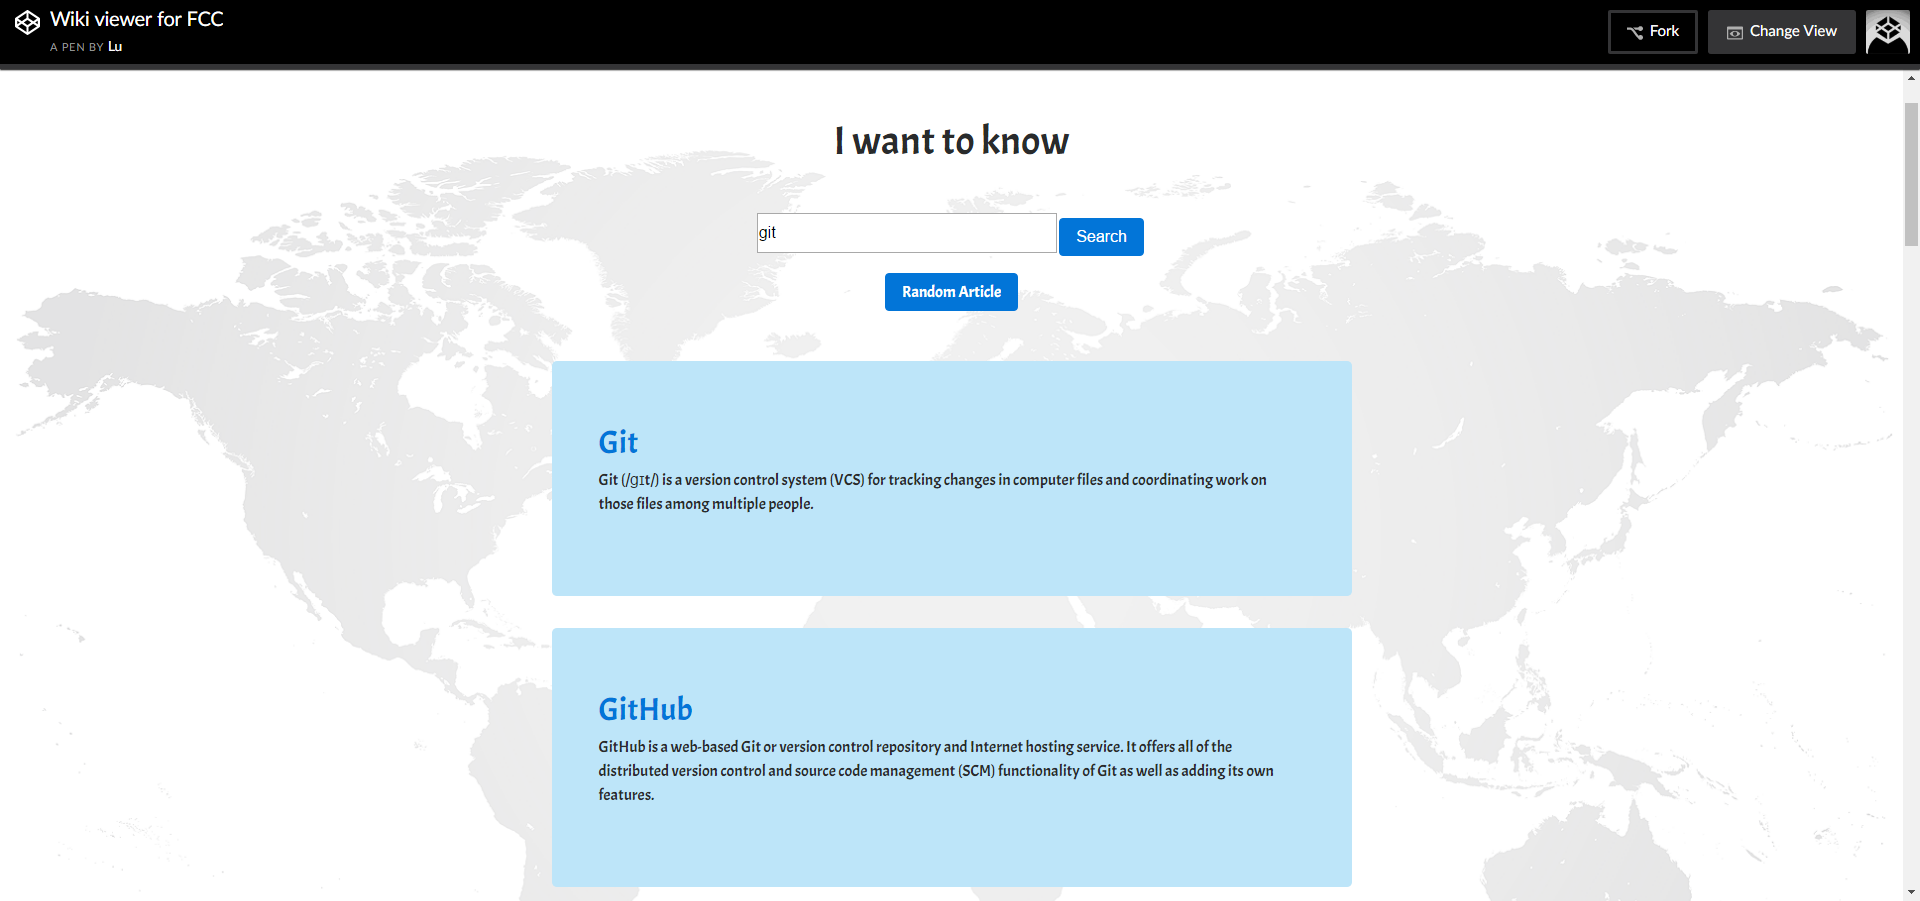 Wiki viewer for FCC
A PEN BY Lu
Fork
Change View
I want to know
git
Search
Random Article
Git
Git (/ɡɪt/) is a version control system (VCS) for tracking changes in computer files and coordinating work on
those files among multiple people.
GitHub
GitHub is a web-based Git or version control repository and Internet hosting service. It offers all of the
distributed version control and source code management (SCM) functionality of Git as well as adding its own
features.